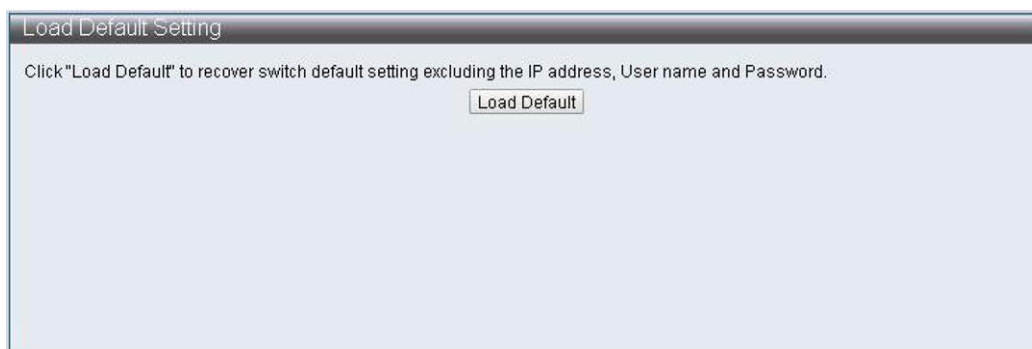 Load Default Setting
Click "Load Default" to recover switch default setting excluding the IP address, User name and Password.
Load Default